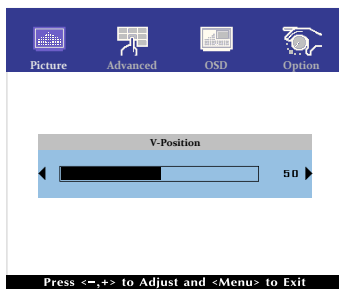 Picture Advanced OSD Option
V-Position
50
Press <−,+> to Adjust and <Menu> to Exit